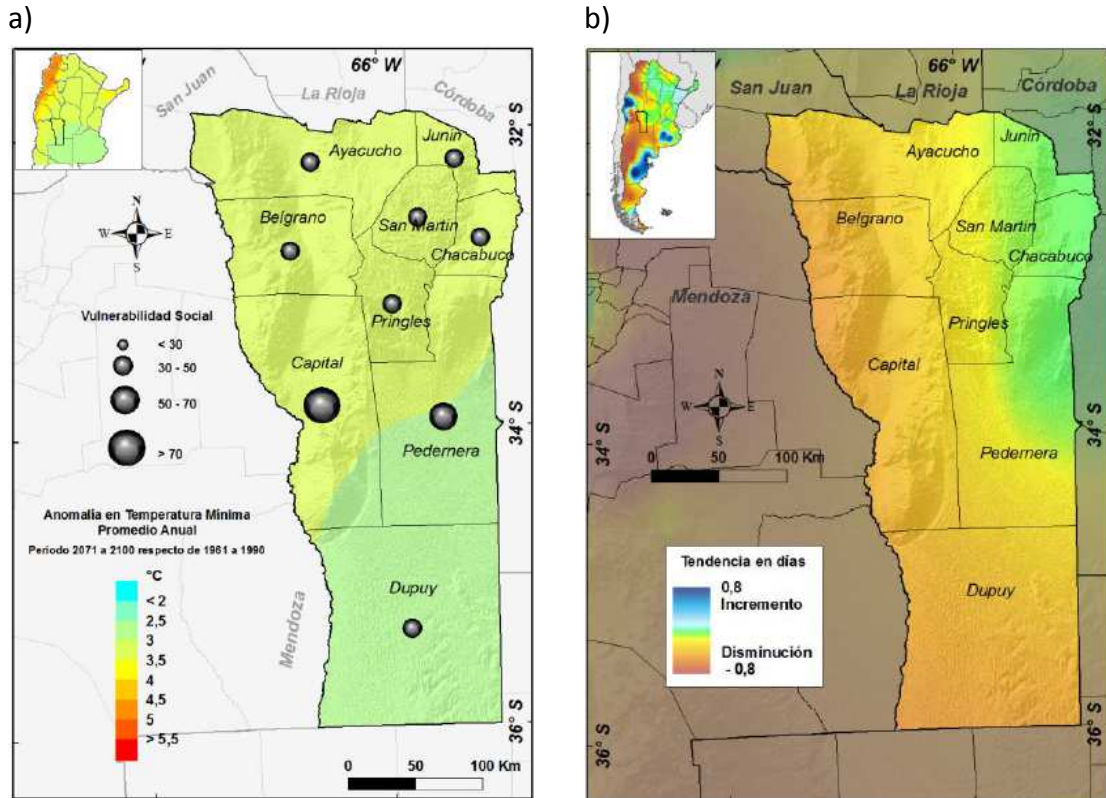 a)
66° W
San Juan
La Rioja
Córdoba
32° S
Junín
Ayacucho
Belgrano
San Martín
Chacabuco
N
W E
S
Vulnerabilidad Social
< 30
30 - 50
50 - 70
> 70
Pringles
Capital
34° S
Pedernera
Anomalia en Temperatura Mínima
Promedio Anual
Período 2071 a 2100 respecto de 1961 a 1990
°C
< 2
2,5
3
3,5
4
4,5
5
> 5,5
Dupuy
Mendoza
36° S
0 50 100 Km
b)
66° W
San Juan
La Rioja
Córdoba
32° S
Junín
Ayacucho
Belgrano
San Martín
Chacabuco
Mendoza
Pringles
Capital
N
W E
S
34° S
34° S
Pedernera
0 50 100 Km
Tendencia en días
0,8
Incremento
Disminución
- 0,8
Dupuy
36° S
36° S